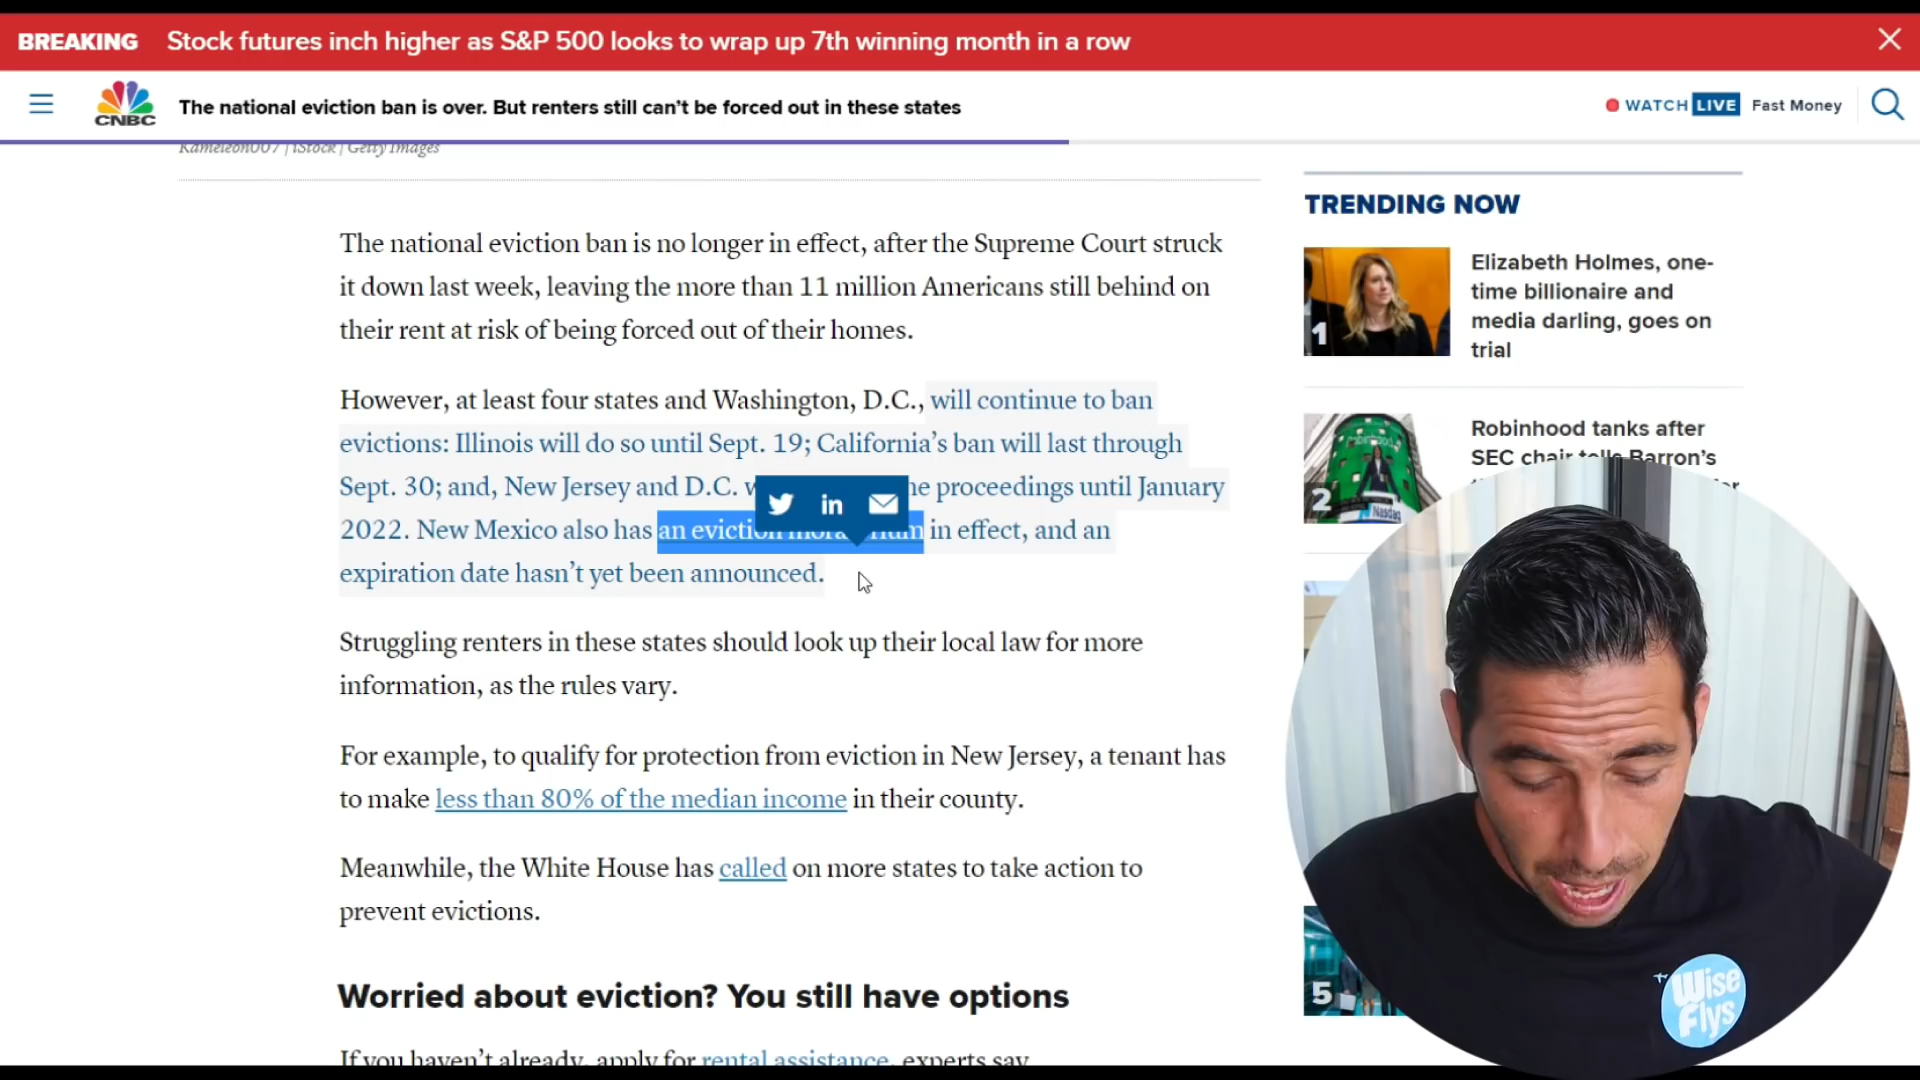 BREAKING Stock futures inch higher as S&P 500 looks to wrap up 7th winning month in a row
CNBC
The national eviction ban is over. But renters still can't be forced out in these states
WATCH LIVE Fast Money
Kameleon007 | iStock | Getty Images
The national eviction ban is no longer in effect, after the Supreme Court struck
it down last week, leaving the more than 11 million Americans still behind on
their rent at risk of being forced out of their homes.
However, at least four states and Washington, D.C., will continue to ban
evictions: Illinois will do so until Sept. 19; California's ban will last through
Sept. 30; and, New Jersey and D.C. proceedings until January
2022. New Mexico also has an eviction moratorium in effect, and an
expiration date hasn't yet been announced.
Struggling renters in these states should look up their local law for more
information, as the rules vary.
For example, to qualify for protection from eviction in New Jersey, a tenant has
to make less than 80% of the median income in their county.
Meanwhile, the White House has called on more states to take action to
prevent evictions.
Worried about eviction? You still have options
If you haven't already, apply for rental assistance, experts say
TRENDING NOW
1
Elizabeth Holmes, one-
time billionaire and
media darling, goes on
trial
2
Nasdaq
Robinhood tanks after
SEC chair tells Barron's
5
Wise
Flys